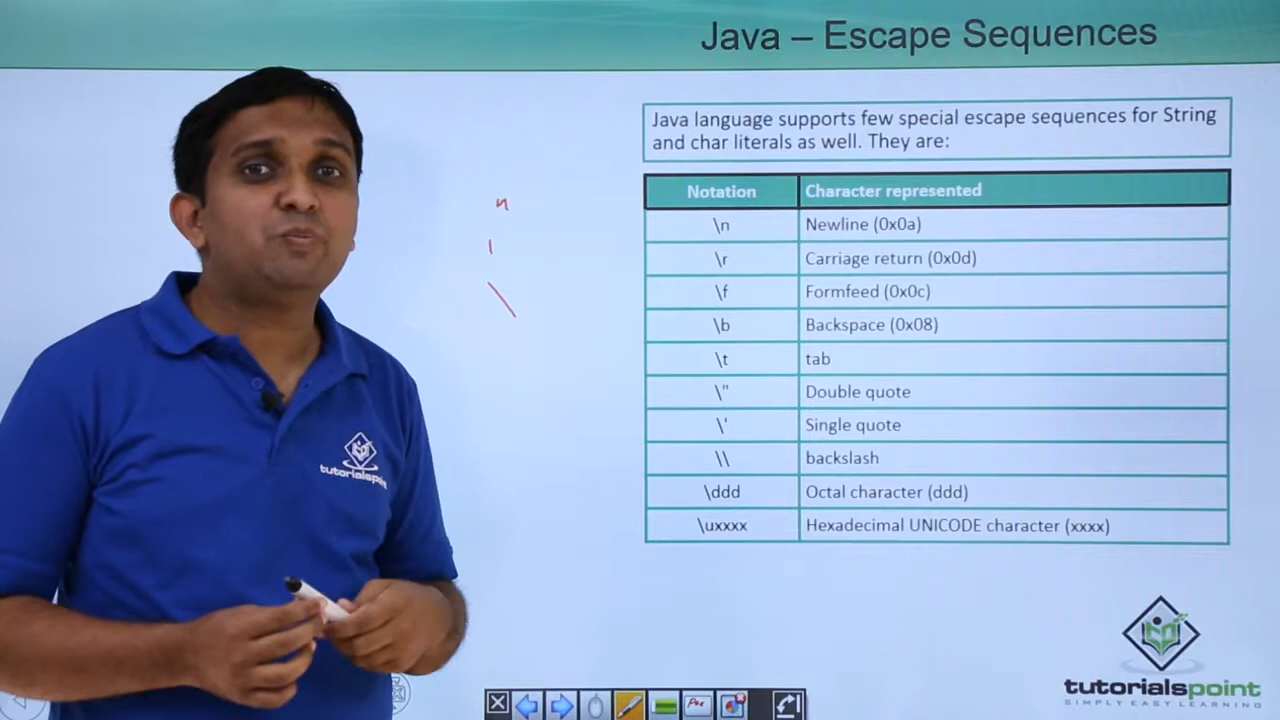 Java – Escape Sequences
Java language supports few special escape sequences for String
and char literals as well. They are:
Notation Character represented
\n Newline (0x0a)
\r Carriage return (0x0d)
\f Formfeed (0x0c)
\b Backspace (0x08)
\t tab
\" Double quote
\' Single quote
\\ backslash
\ddd Octal character (ddd)
\uxxxx Hexadecimal UNICODE character (xxxx)
n
'
\
tutorialspoint
tutorialspoint
SIMPLY EASY LEARNING